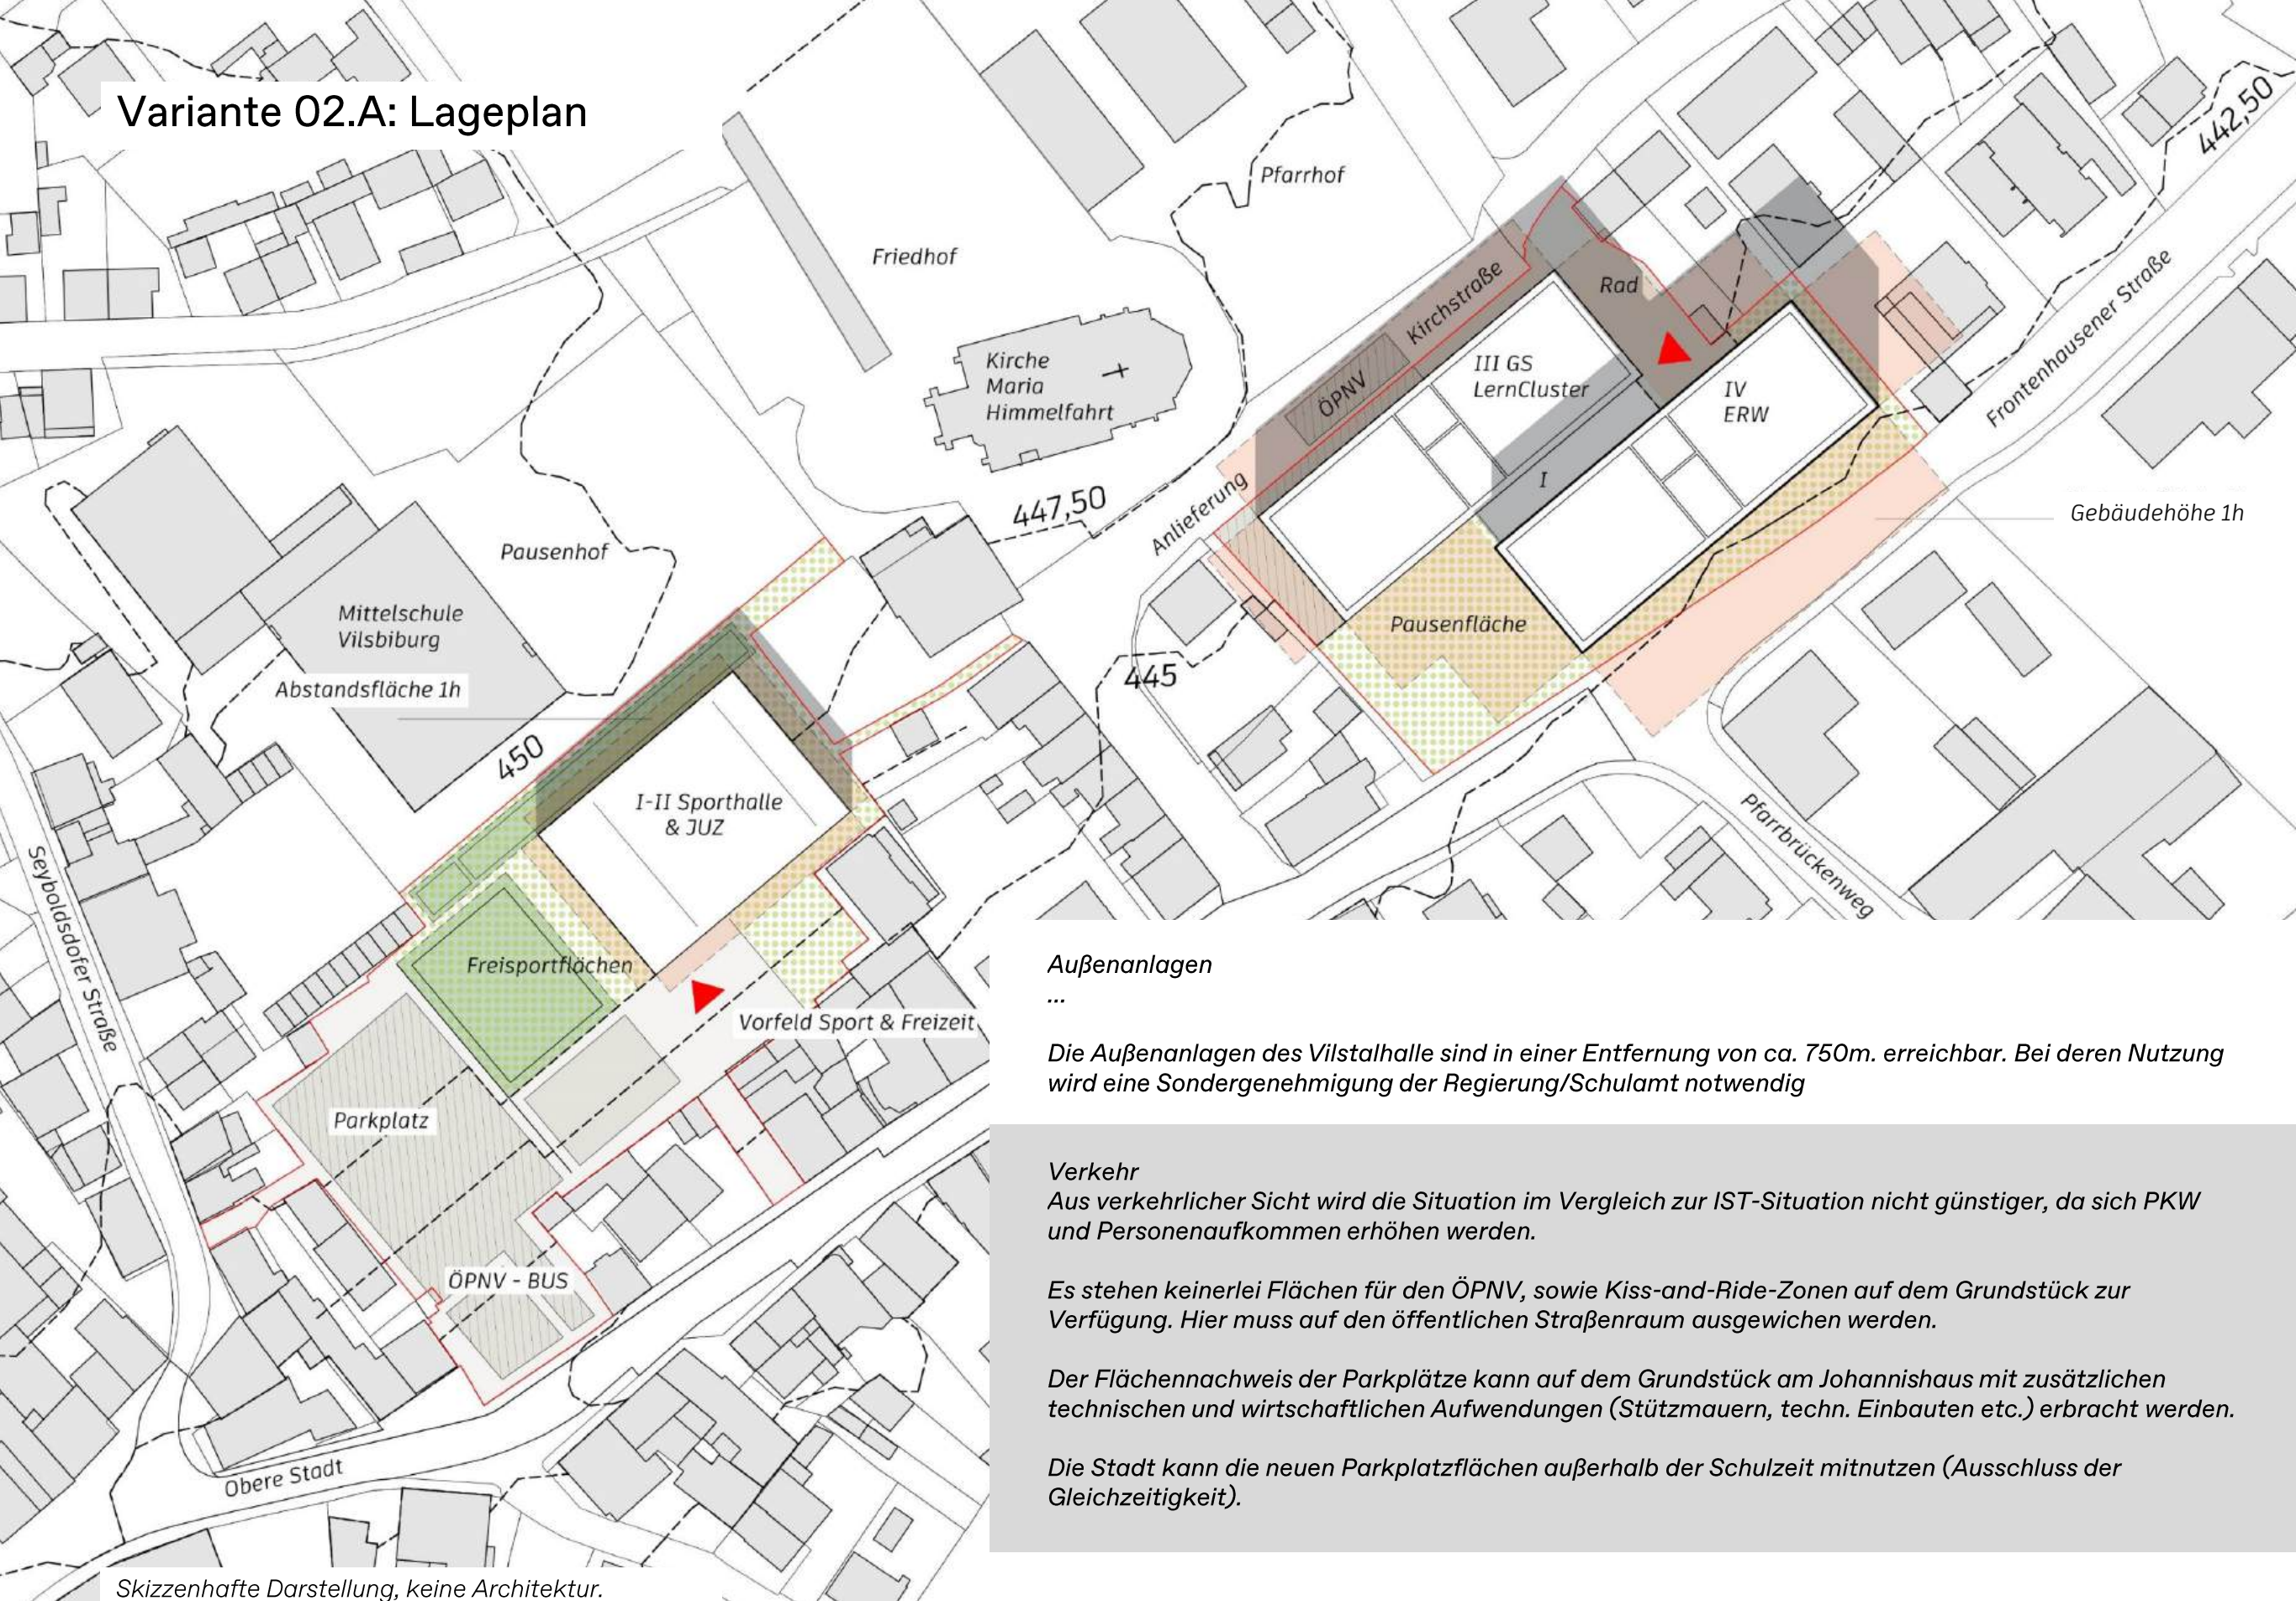 Variante 02.A: Lageplan
442,50
Pfarrhof
Friedhof
Rad
Kirchstraße
Frontenhausener Straße
Kirche
Maria
Himmelfahrt
III GS
LernCluster
ÖPNV
IV
ERW
I
Anlieferung
447,50
Gebäudehöhe 1h
Pausenhof
Mittelschule
Vilsbiburg
Pausenfläche
445
Abstandsfläche 1h
450
I-II Sporthalle
& JUZ
Pfarrbrückenweg
Seyboldsdofer Straße
Freisportflächen
Vorfeld Sport & Freizeit
Parkplatz
ÖPNV - BUS
Obere Stadt
Außenanlagen
...
Die Außenanlagen des Vilstalhalle sind in einer Entfernung von ca. 750m. erreichbar. Bei deren Nutzung
wird eine Sondergenehmigung der Regierung/Schulamt notwendig
Verkehr
Aus verkehrlicher Sicht wird die Situation im Vergleich zur IST-Situation nicht günstiger, da sich PKW
und Personenaufkommen erhöhen werden.
Es stehen keinerlei Flächen für den ÖPNV, sowie Kiss-and-Ride-Zonen auf dem Grundstück zur
Verfügung. Hier muss auf den öffentlichen Straßenraum ausgewichen werden.
Der Flächennachweis der Parkplätze kann auf dem Grundstück am Johannishaus mit zusätzlichen
technischen und wirtschaftlichen Aufwendungen (Stützmauern, techn. Einbauten etc.) erbracht werden.
Die Stadt kann die neuen Parkplatzflächen außerhalb der Schulzeit mitnutzen (Ausschluss der
Gleichzeitigkeit).
Skizzenhafte Darstellung, keine Architektur.